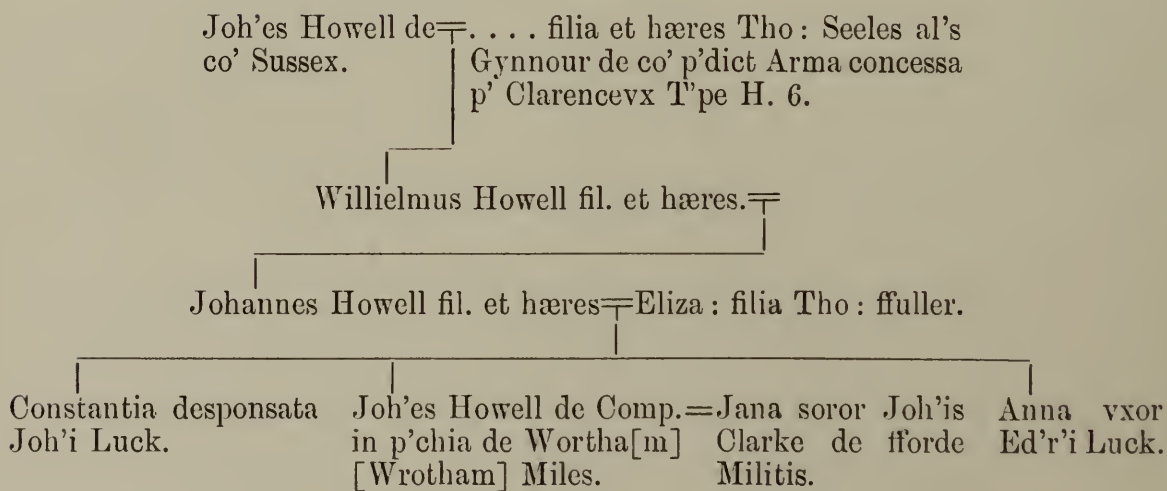 Joh'es Howell de=. . . . filia et hæres Tho: Seeles al's
co' Sussex.
Gynnour de co' p'dict Arma concessa
p' Clarencevx T'pe H. 6.
Willielmus Howell fil. et hæres.=
Johannes Howell fil. et hæres=Eliza: filia Tho: ffuller.
Constantia desponsata
Joh'i Luck.
Joh'es Howell de Comp.=
in p'chia de Wortha[m]
[Wrotham] Miles.
Jana soror Joh'is
Clarke de fforde
Militis.
Anna vxor
Ed'r'i Luck.